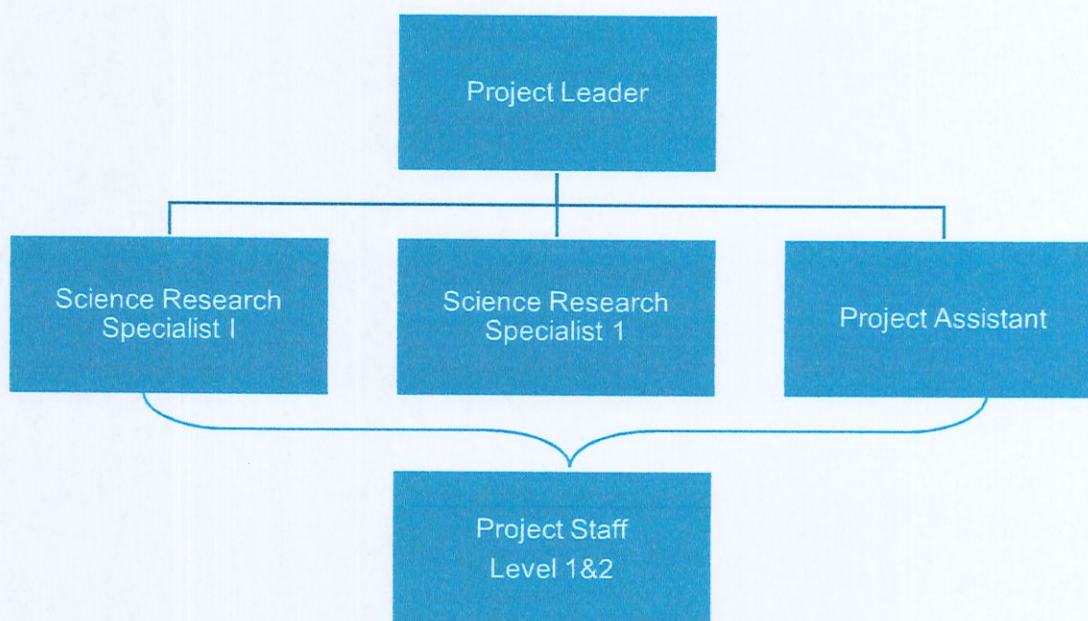 Project Leader
Science Research
Specialist I
Science Research
Specialist 1
Project Assistant
Project Staff
Level 1&2